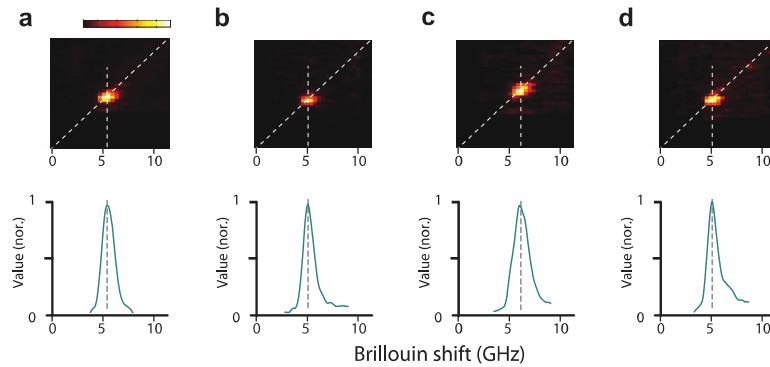 a b c d
0 5 10 0 5 10 0 5 10 0 5 10
1 1 1 1
Value (nor.) Value (nor.) Value (nor.) Value (nor.)
0 0 0 0
0 5 10 0 5 10 0 5 10 0 5 10
Brillouin shift (GHz)